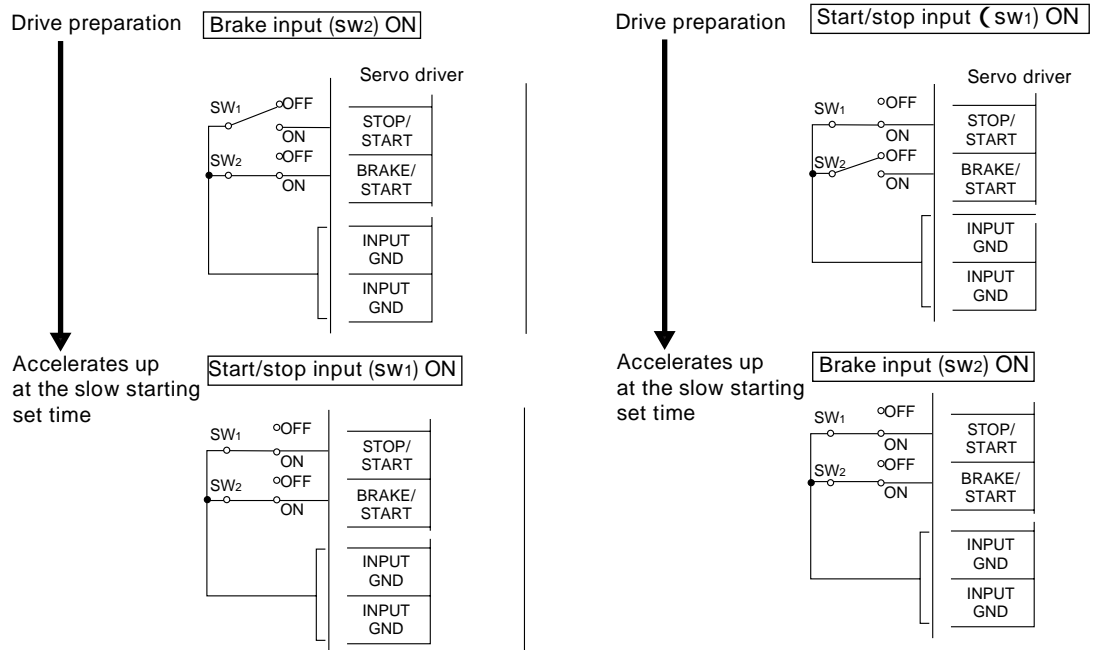 Drive preparation
Brake input (sw2) ON
Servo driver
SW1
OFF
ON
STOP/
START
SW2
OFF
ON
BRAKE/
START
INPUT
GND
INPUT
GND
Accelerates up
at the slow starting
set time
Start/stop input (sw1) ON
SW1
OFF
ON
STOP/
START
SW2
OFF
ON
BRAKE/
START
INPUT
GND
INPUT
GND
Drive preparation
Start/stop input (sw1) ON
Servo driver
SW1
OFF
ON
STOP/
START
SW2
OFF
ON
BRAKE/
START
INPUT
GND
INPUT
GND
Accelerates up
at the slow starting
set time
Brake input (sw2) ON
SW1
OFF
ON
STOP/
START
SW2
OFF
ON
BRAKE/
START
INPUT
GND
INPUT
GND